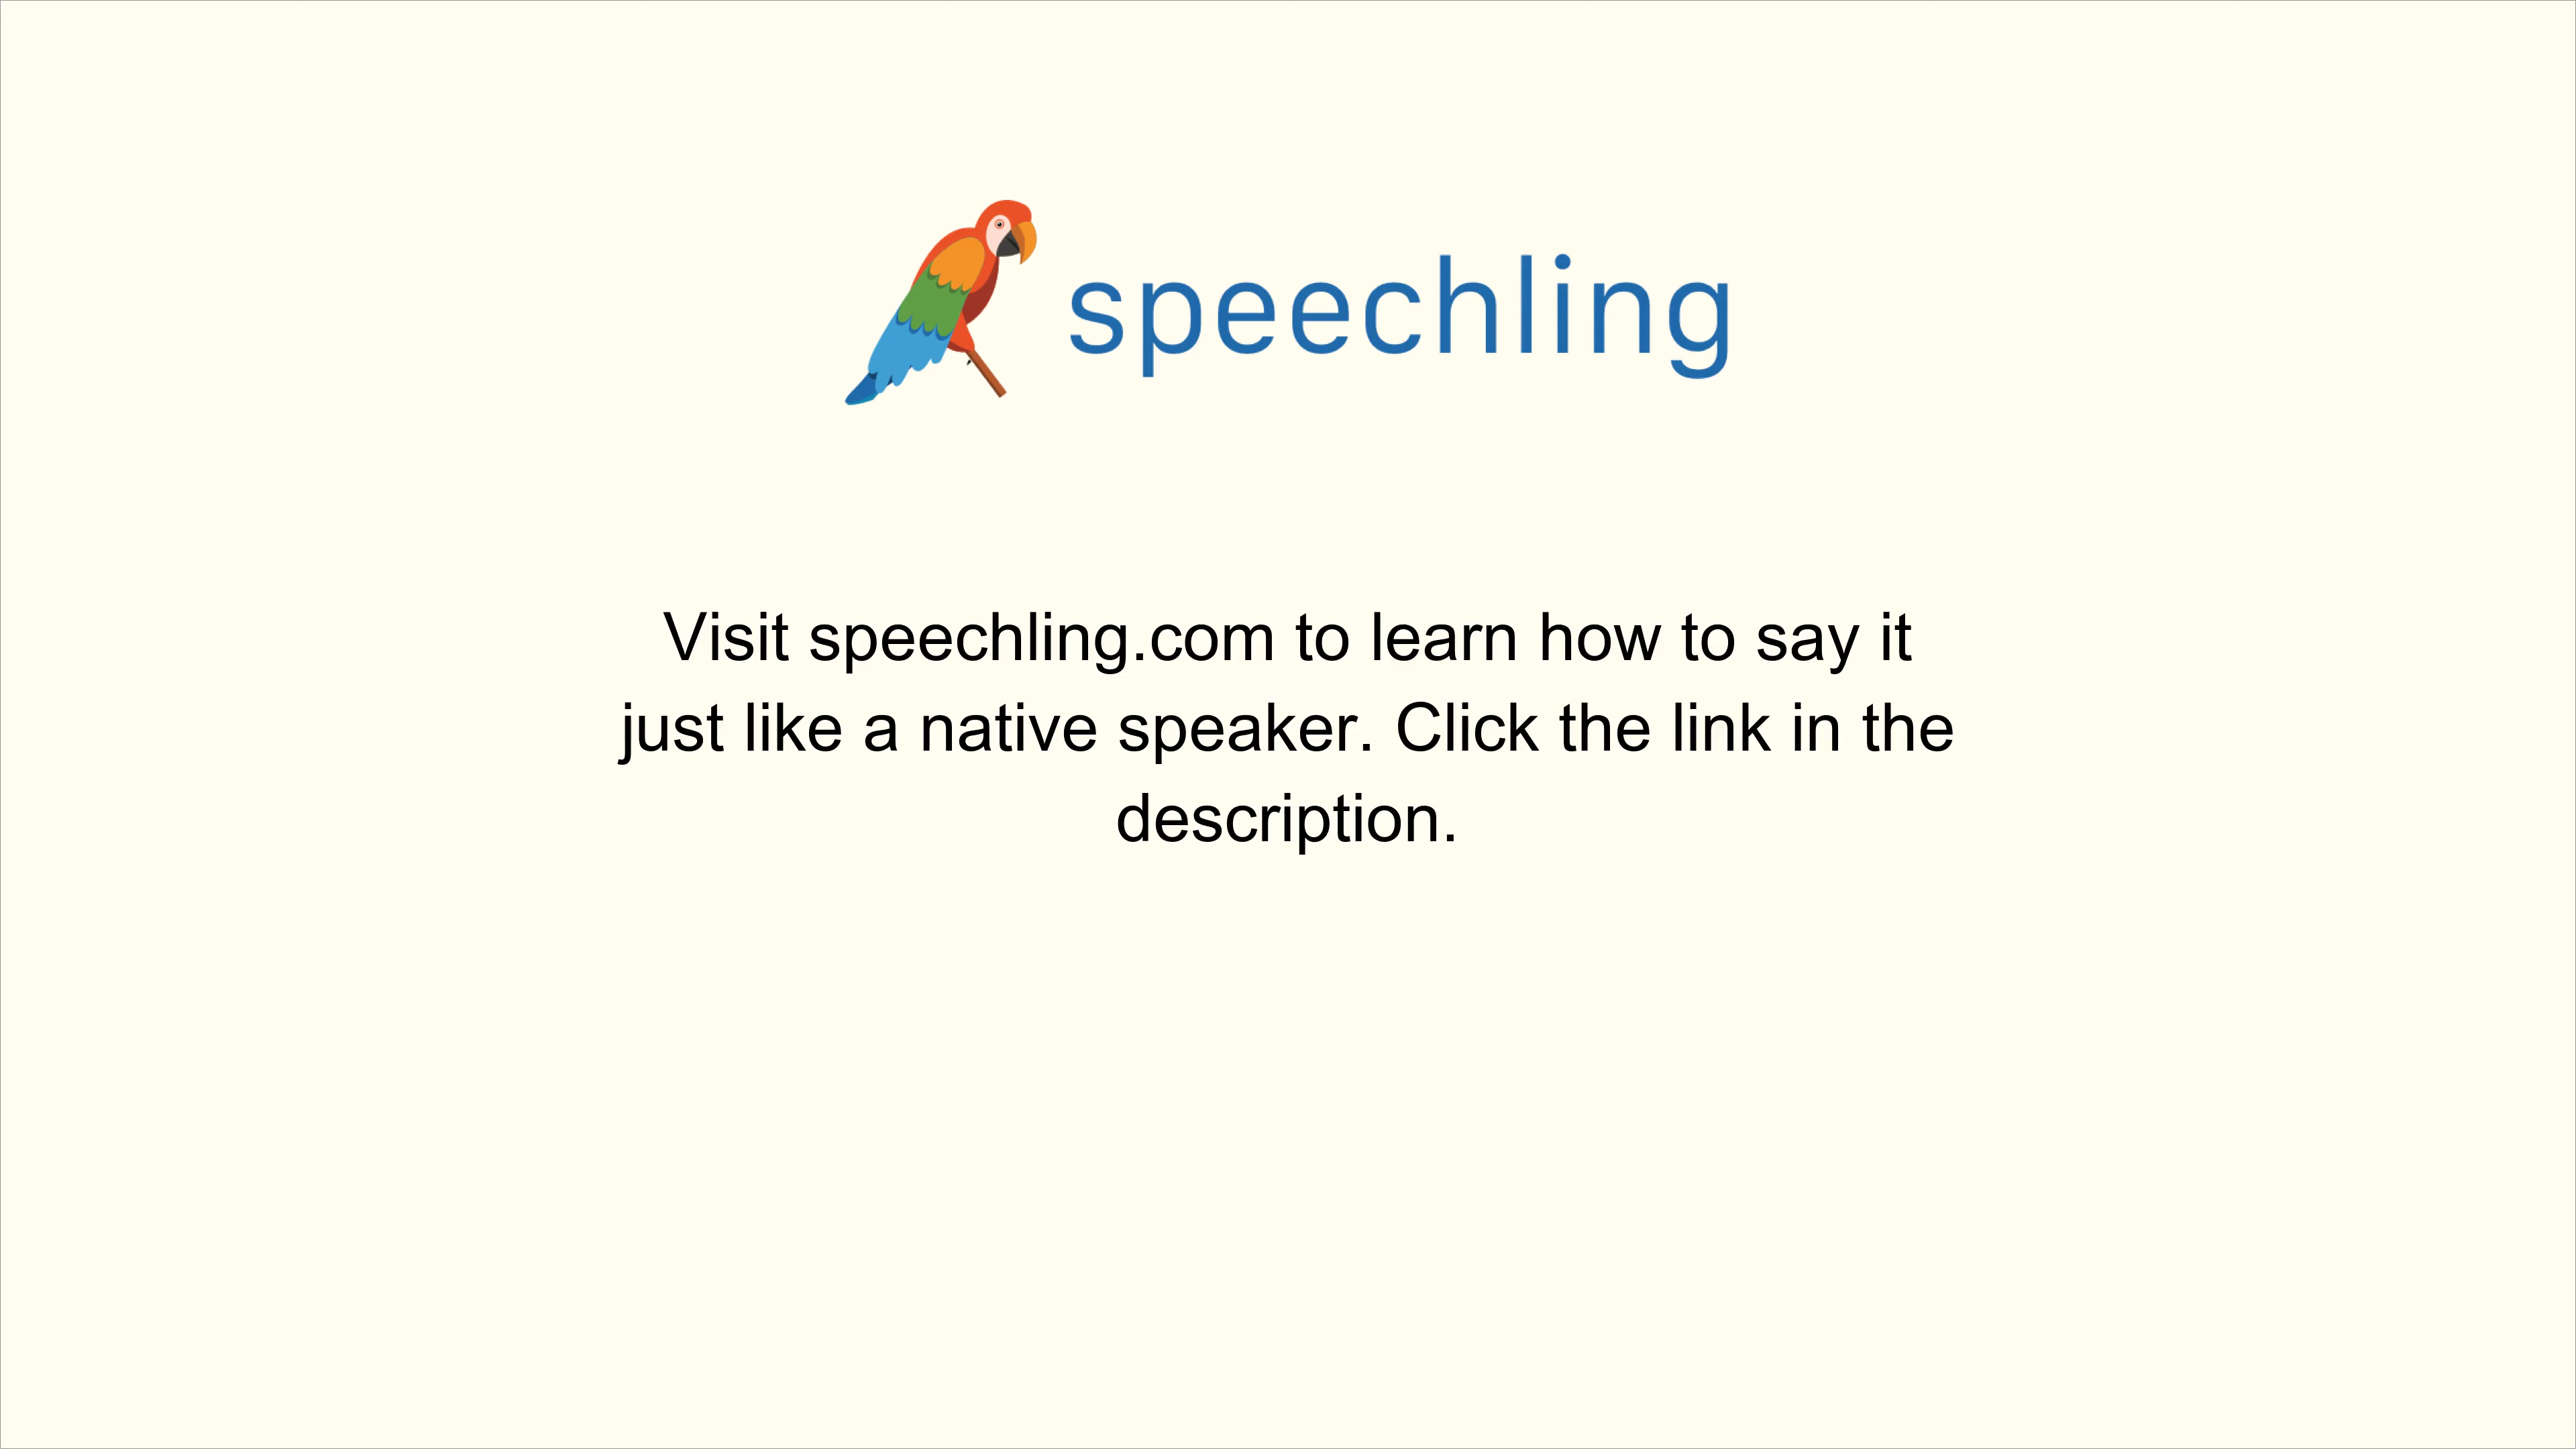 speechling
Visit speechling.com to learn how to say it
just like a native speaker. Click the link in the
description.